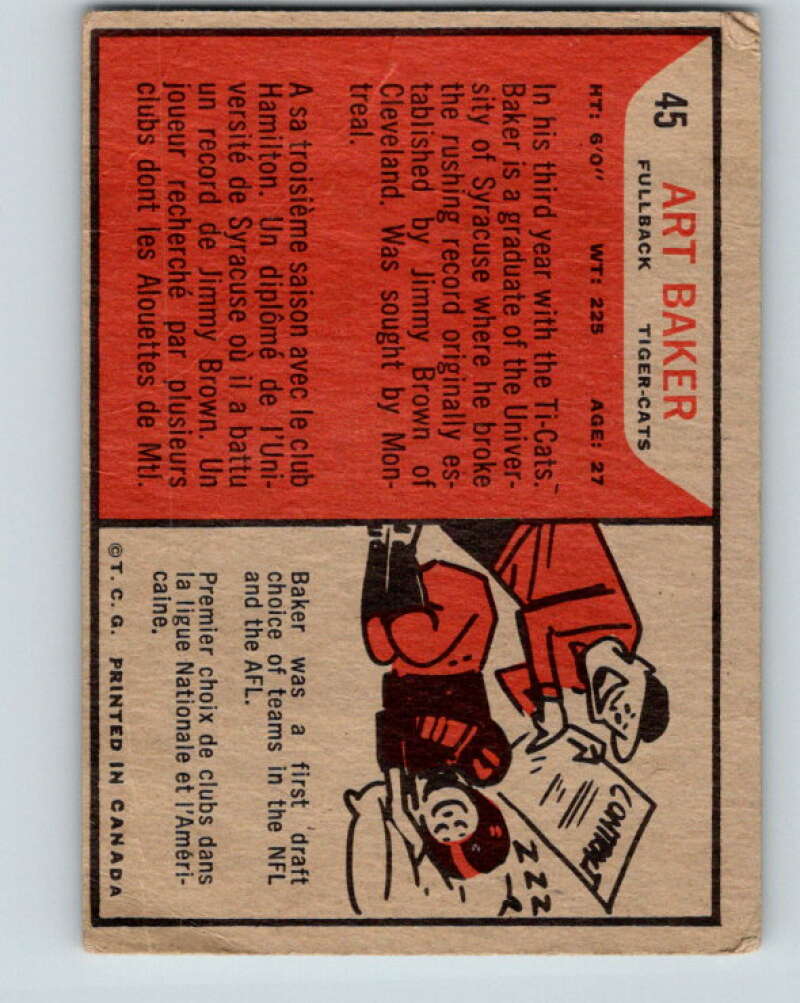 45
ART BAKER
FULLBACK TIGER-CATS
HT: 6'0" WT: 225 AGE: 27
In his third year with the Ti-Cats.
Baker is a graduate of the Univer-
sity of Syracuse where he broke
the rushing record originally es-
tablished by Jimmy Brown of
Cleveland. Was sought by Mon-
treal.
A sa troisième saison avec le club
Hamilton. Un diplômé de l'Uni-
versité de Syracuse où il a battu
un record de Jimmy Brown. Un
joueur recherché par plusieurs
clubs dont les Alouettes de Mtl.
CONTRACT
ZZZ
Baker was a first draft
choice of teams in the NFL
and the AFL.
Premier choix de clubs dans
la ligue Nationale et l'Améri-
caine.
©T. C. G. PRINTED IN CANADA